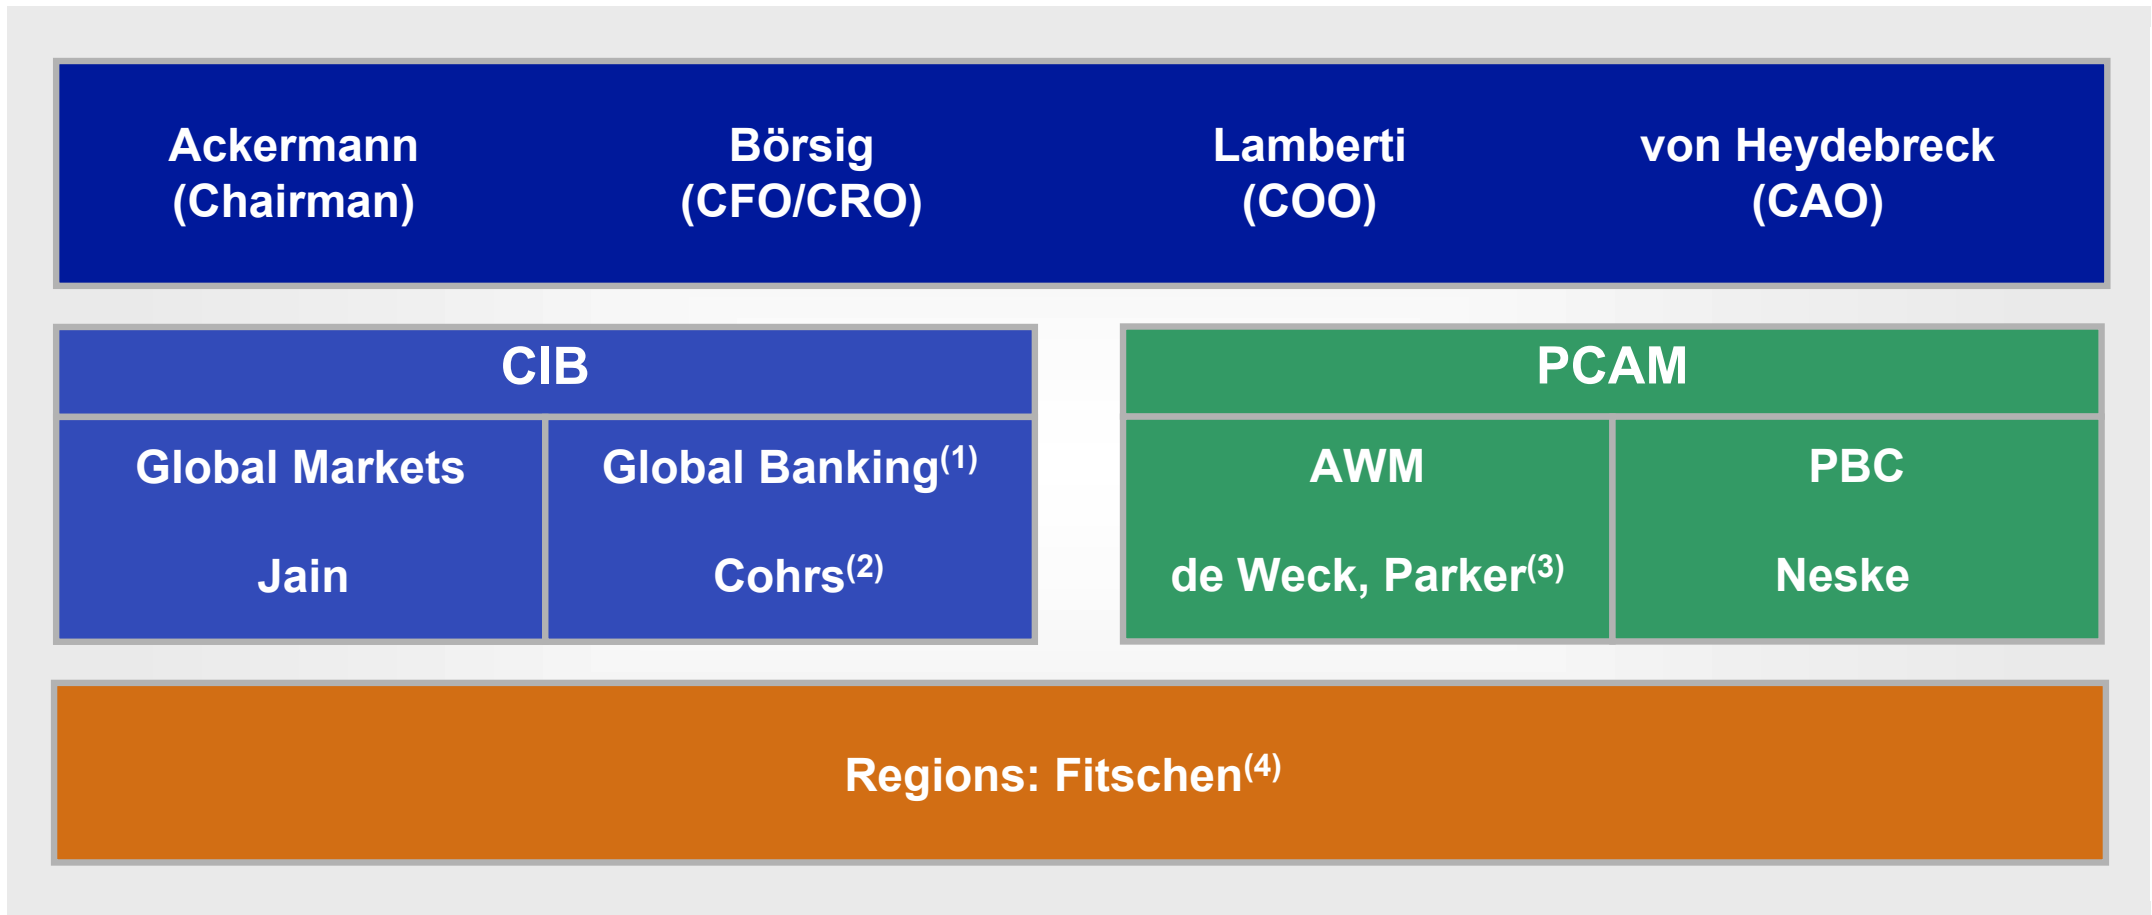 Ackermann
(Chairman)
Börsig
(CFO/CRO)
Lamberti
(COO)
von Heydebreck
(CAO)
CIB
Global Markets
Jain
Global Banking(1)
Cohrs(2)
PCAM
AWM
de Weck, Parker(3)
PBC
Neske
Regions: Fitschen(4)